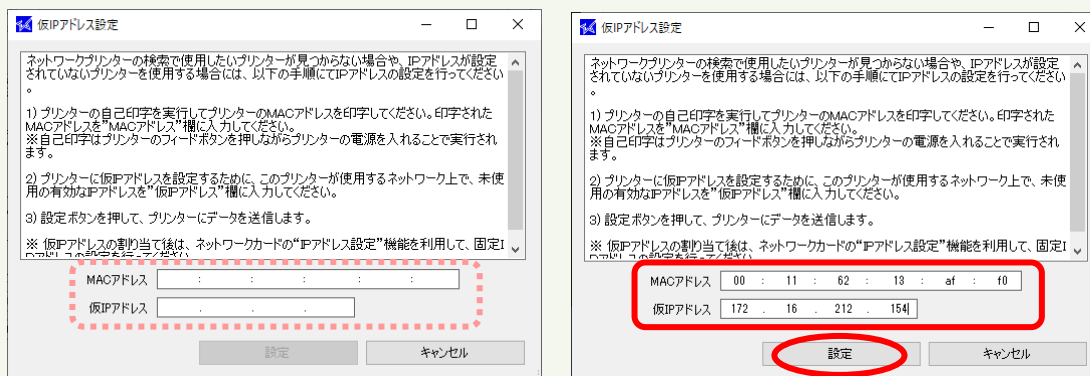 仮IPアドレス設定
ネットワークプリンターの検索で使用したいプリンターが見つからない場合や、IPアドレスが設定
されていないプリンターを使用する場合には、以下の手順にてIPアドレスの設定を行ってください
。
1) プリンターの自己印字を実行してプリンターのMACアドレスを印字してください。印字された
MACアドレスを"MACアドレス"欄に入力してください。
※自己印字はプリンターのフィードボタンを押しながらプリンターの電源を入れることで実行され
ます。
2) プリンターに仮IPアドレスを設定するために、このプリンターが使用するネットワーク上で、未使
用の有効なIPアドレスを"仮IPアドレス"欄に入力してください。
3) 設定ボタンを押して、プリンターにデータを送信します。
※ 仮IPアドレスの割り当て後は、ネットワークカードの"IPアドレス設定"機能を利用して、固定I
Pアドレスの設定を行ってください
MACアドレス : : : : :
仮IPアドレス . . .
設定 キャンセル
仮IPアドレス設定
ネットワークプリンターの検索で使用したいプリンターが見つからない場合や、IPアドレスが設定
されていないプリンターを使用する場合には、以下の手順にてIPアドレスの設定を行ってください
。
1) プリンターの自己印字を実行してプリンターのMACアドレスを印字してください。印字された
MACアドレスを"MACアドレス"欄に入力してください。
※自己印字はプリンターのフィードボタンを押しながらプリンターの電源を入れることで実行され
ます。
2) プリンターに仮IPアドレスを設定するために、このプリンターが使用するネットワーク上で、未使
用の有効なIPアドレスを"仮IPアドレス"欄に入力してください。
3) 設定ボタンを押して、プリンターにデータを送信します。
※ 仮IPアドレスの割り当て後は、ネットワークカードの"IPアドレス設定"機能を利用して、固定I
Pアドレスの設定を行ってください
MACアドレス 00 : 11 : 62 : 13 : af : f0
仮IPアドレス 172 . 16 . 212 . 154
設定 キャンセル